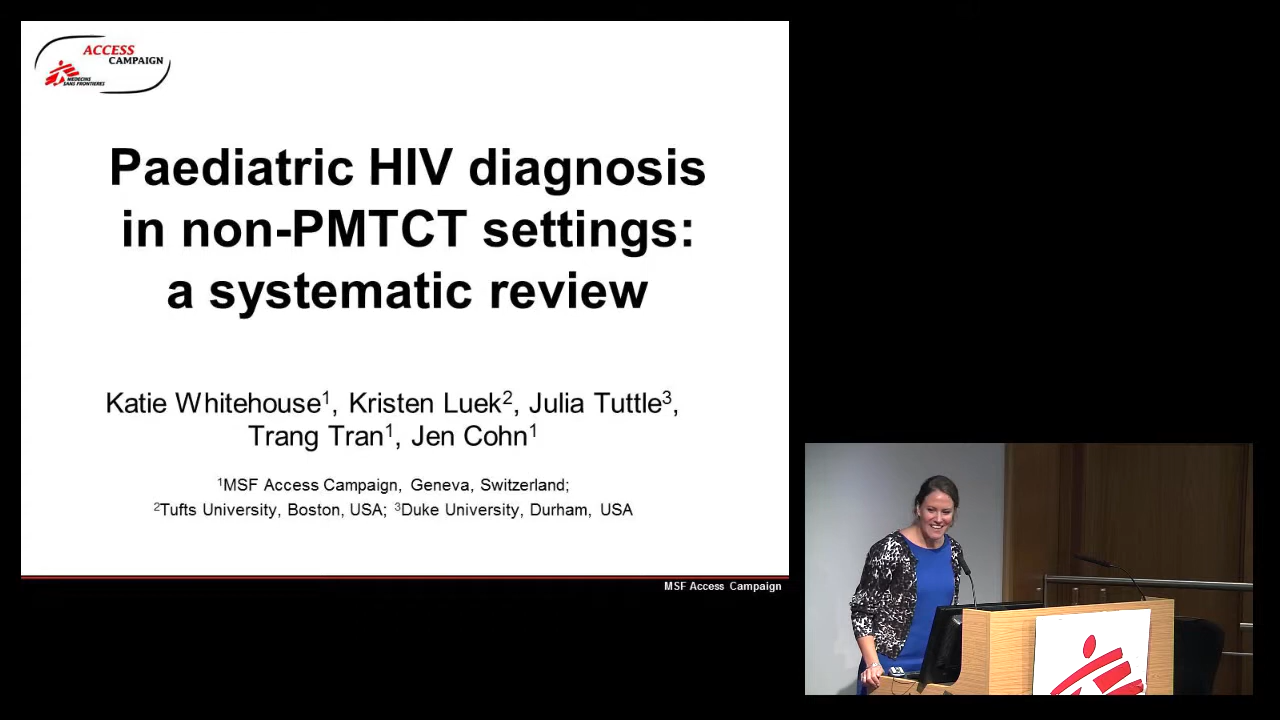 ACCESS
CAMPAIGN
MEDECINS
SANS FRONTIERES
Paediatric HIV diagnosis
in non-PMTCT settings:
a systematic review
Katie Whitehouse¹, Kristen Luek², Julia Tuttle³,
Trang Tran¹, Jen Cohn¹
¹MSF Access Campaign, Geneva, Switzerland;
²Tufts University, Boston, USA; ³Duke University, Durham, USA
MSF Access Campaign